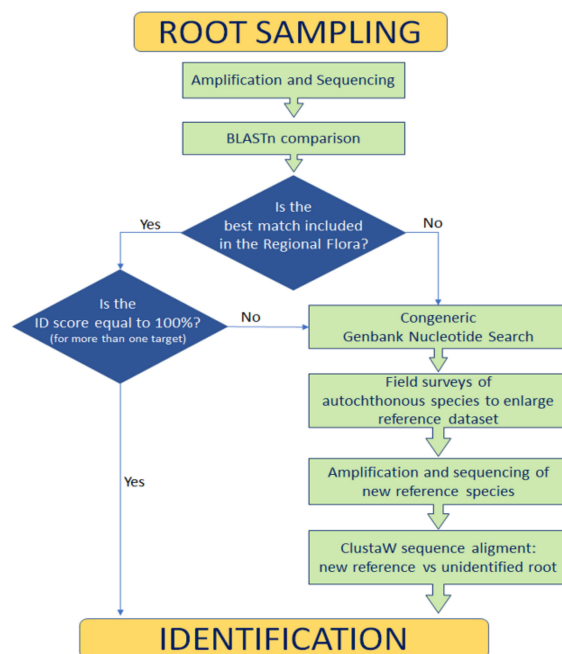 ROOT SAMPLING
Amplification and Sequencing
BLASTn comparison
Is the
best match included
in the Regional Flora?
Yes
No
Is the
ID score equal to 100%?
(for more than one target)
No
Congeneric
Genbank Nucleotide Search
Field surveys of
autochthonous species to enlarge
reference dataset
Amplification and sequencing of
new reference species
Yes
ClustaW sequence aligment:
new reference vs unidentified root
IDENTIFICATION